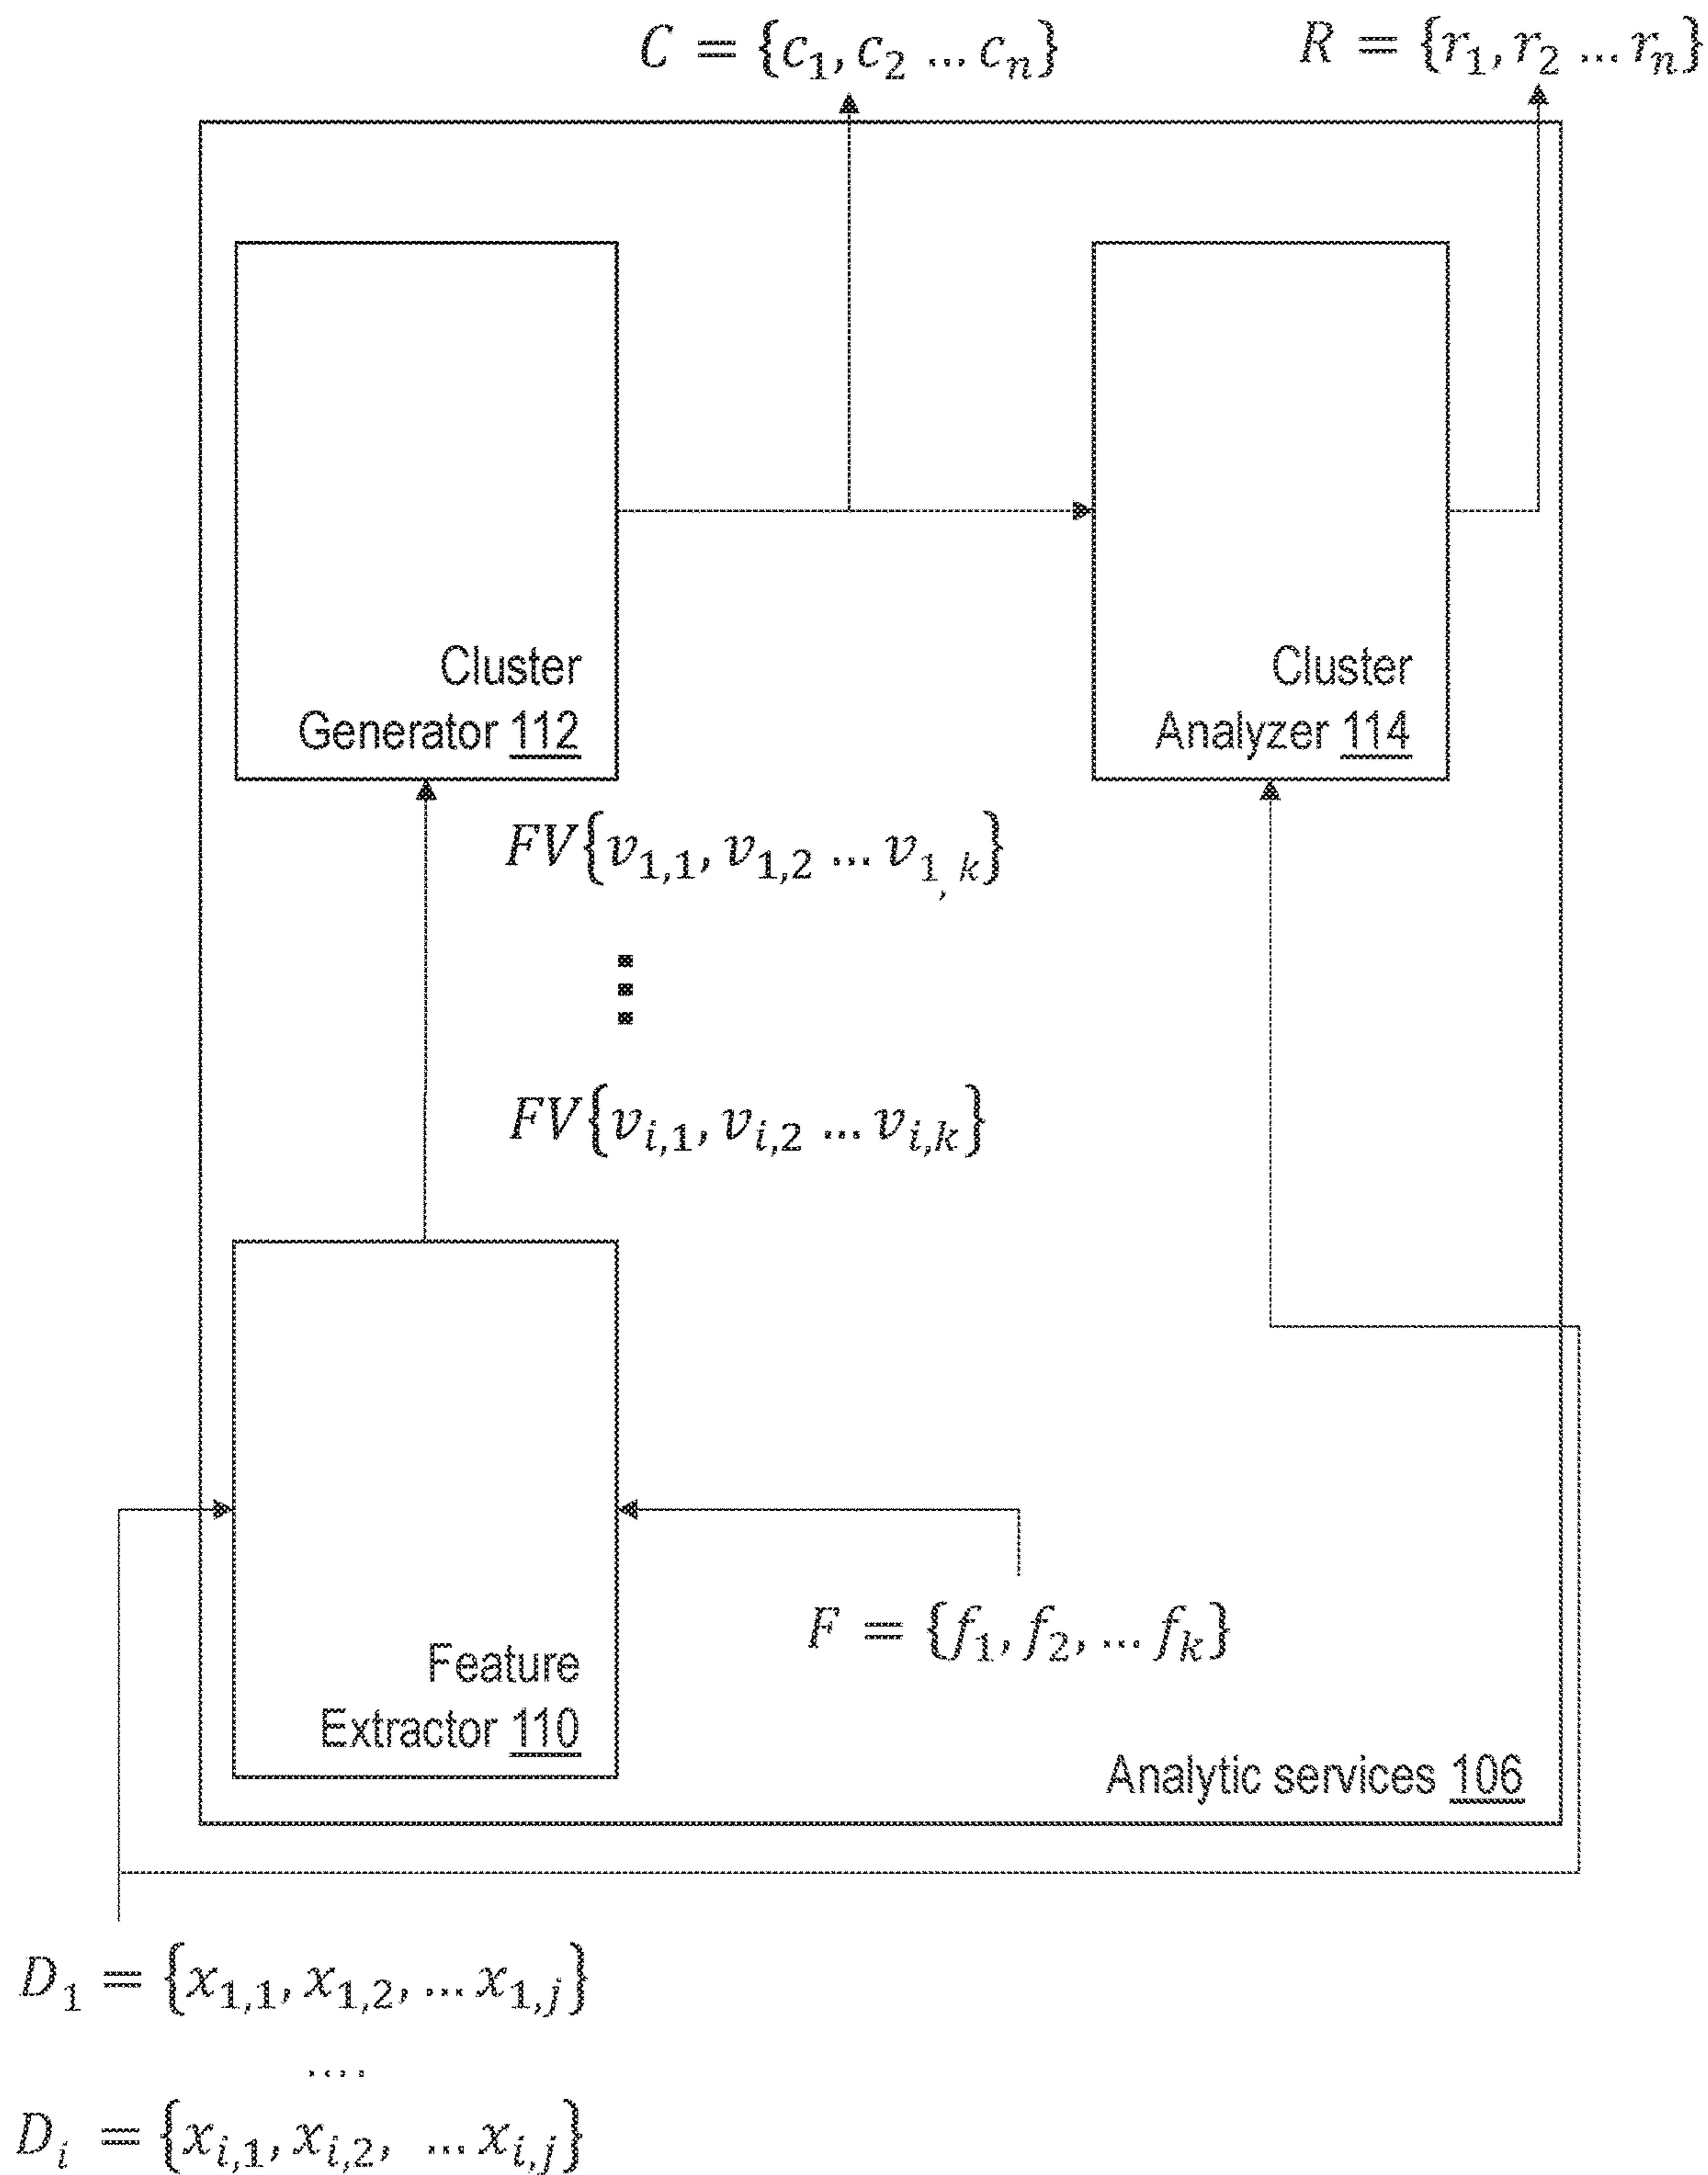 C = {c₁, c₂ ... cₙ}
R = {r₁, r₂ ... rₙ}
Cluster
Generator 112
Cluster
Analyzer 114
FV{v₁,₁, v₁,₂ ... v₁, ₖ}
⋮
FV{vᵢ,₁, vᵢ,₂ ... vᵢ,ₖ}
F = {f₁, f₂, ... fₖ}
Feature
Extractor 110
Analytic services 106
D₁ = {x₁,₁, x₁,₂, ... x₁,ⱼ}
....
Dᵢ = {xᵢ,₁, xᵢ,₂, ... xᵢ,ⱼ}